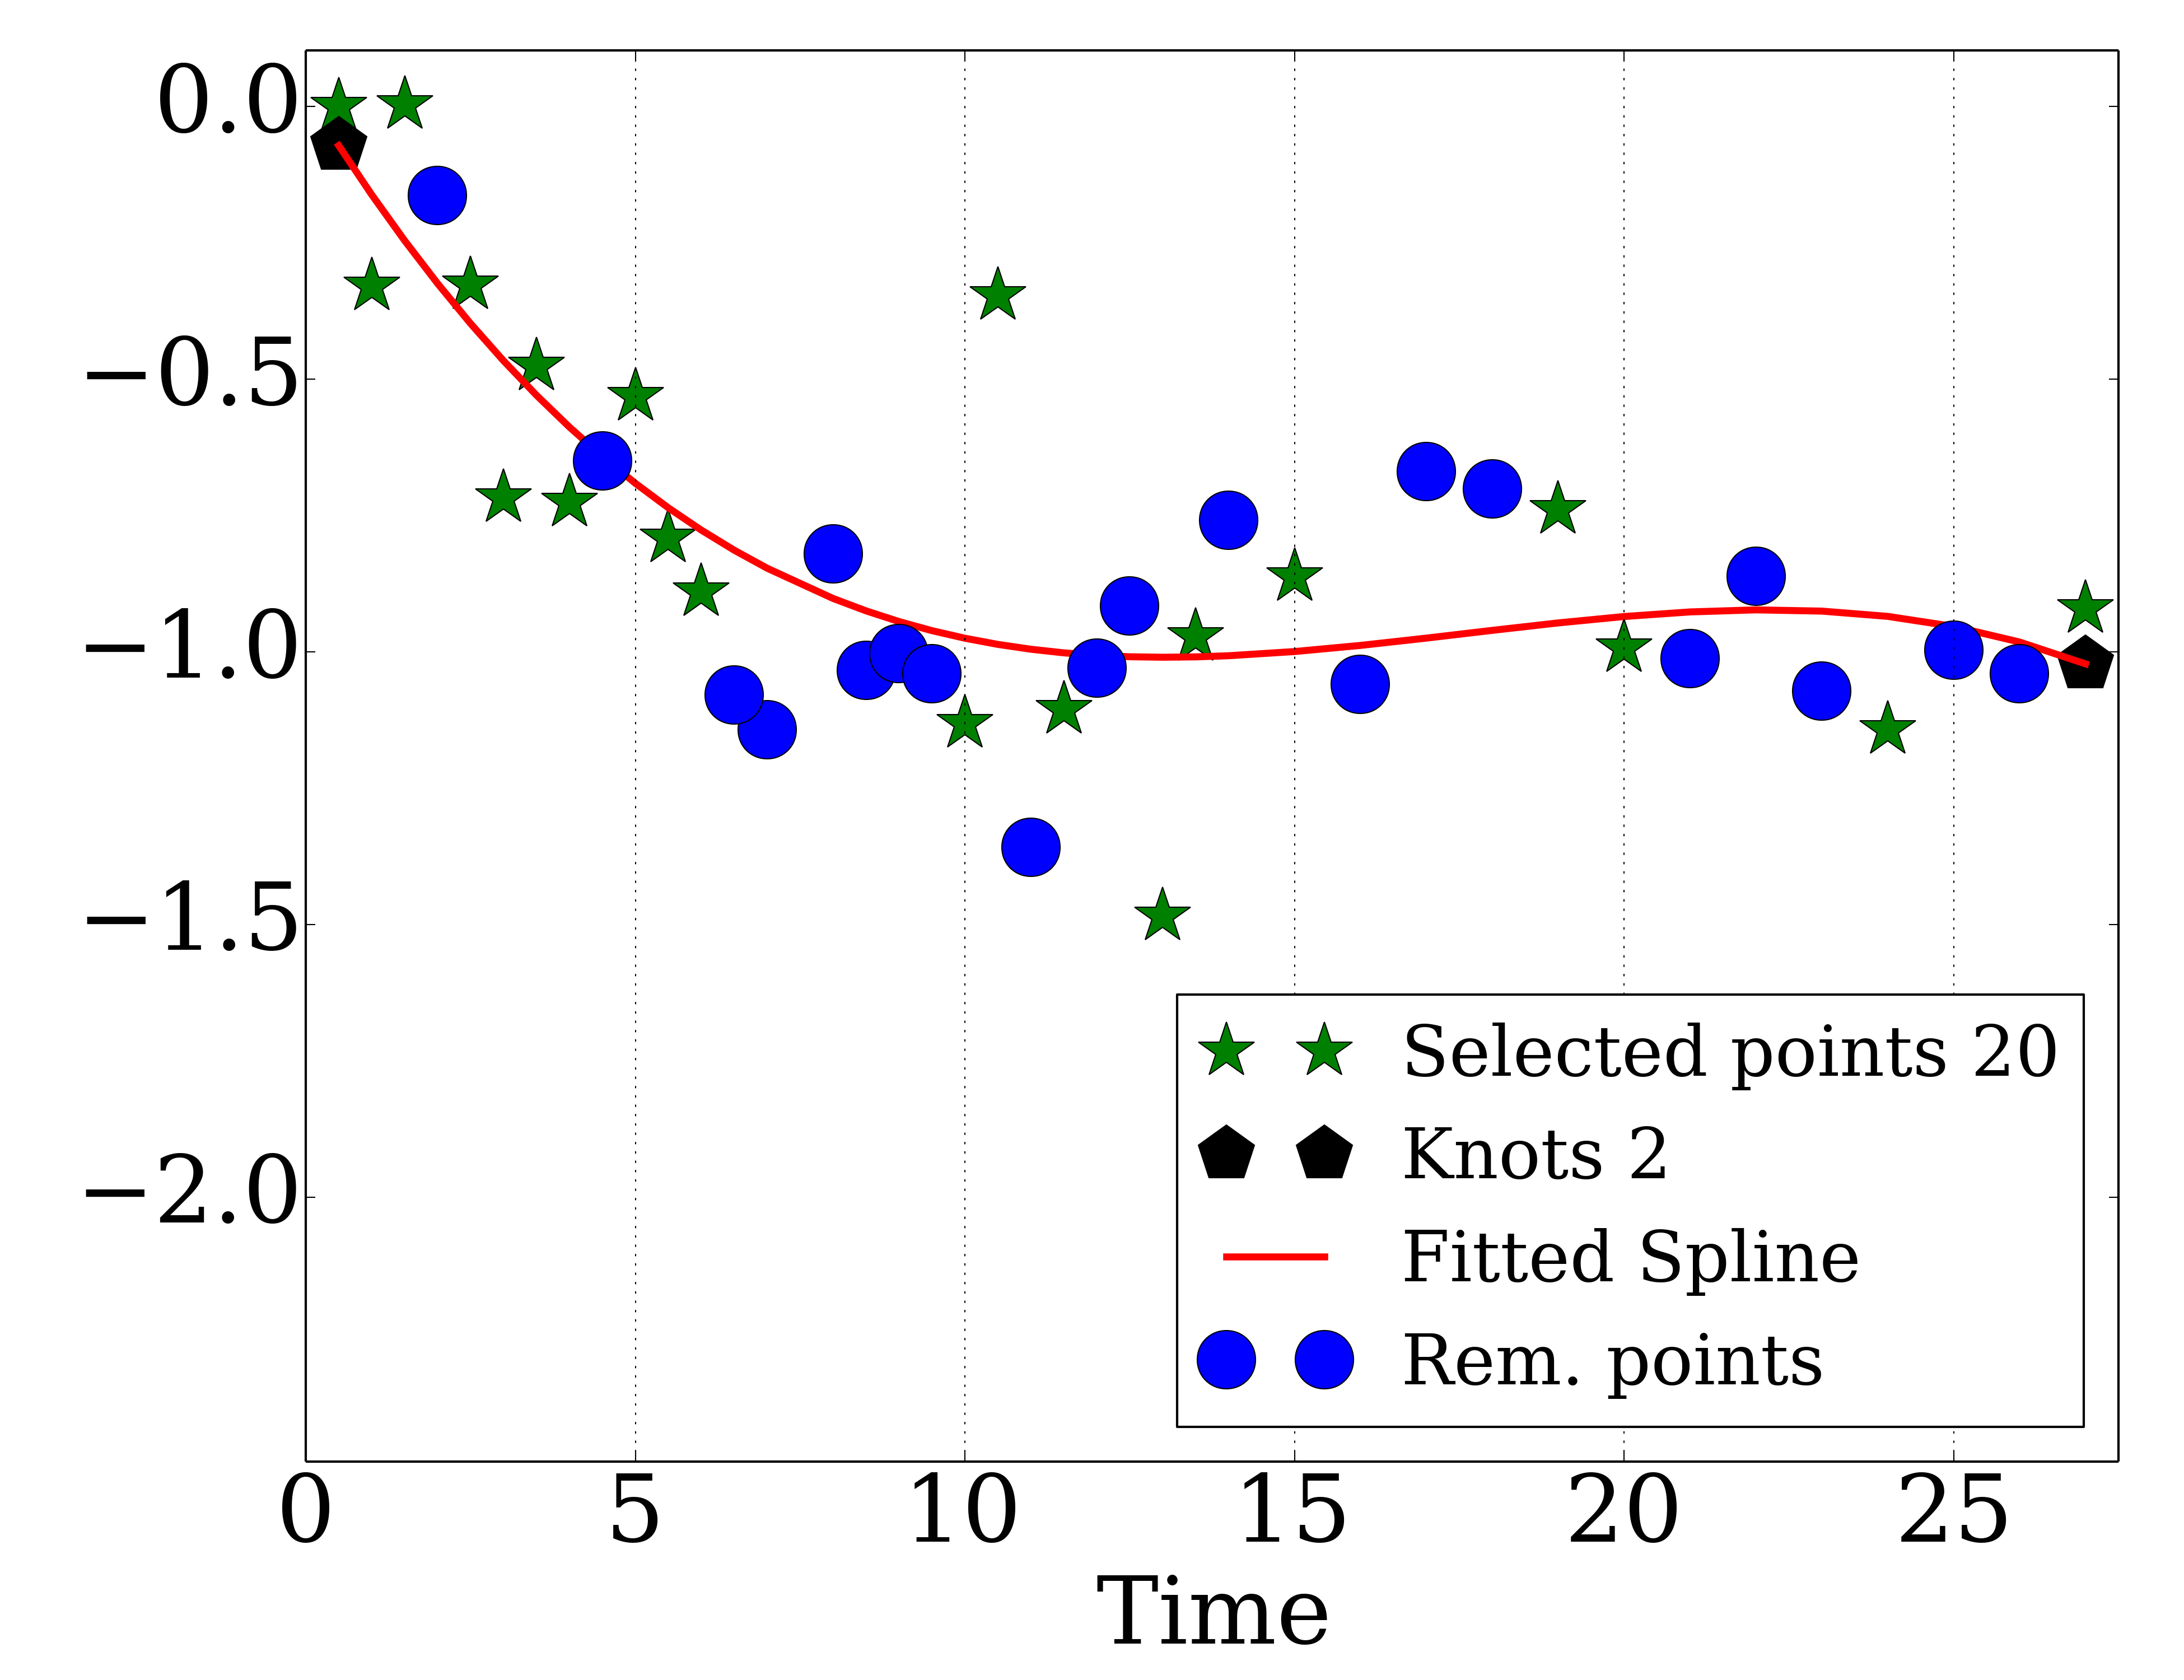 0.0
−0.5
−1.0
−1.5
−2.0
Selected points 20
Knots 2
Fitted Spline
Rem. points
0 5 10 15 20 25
Time